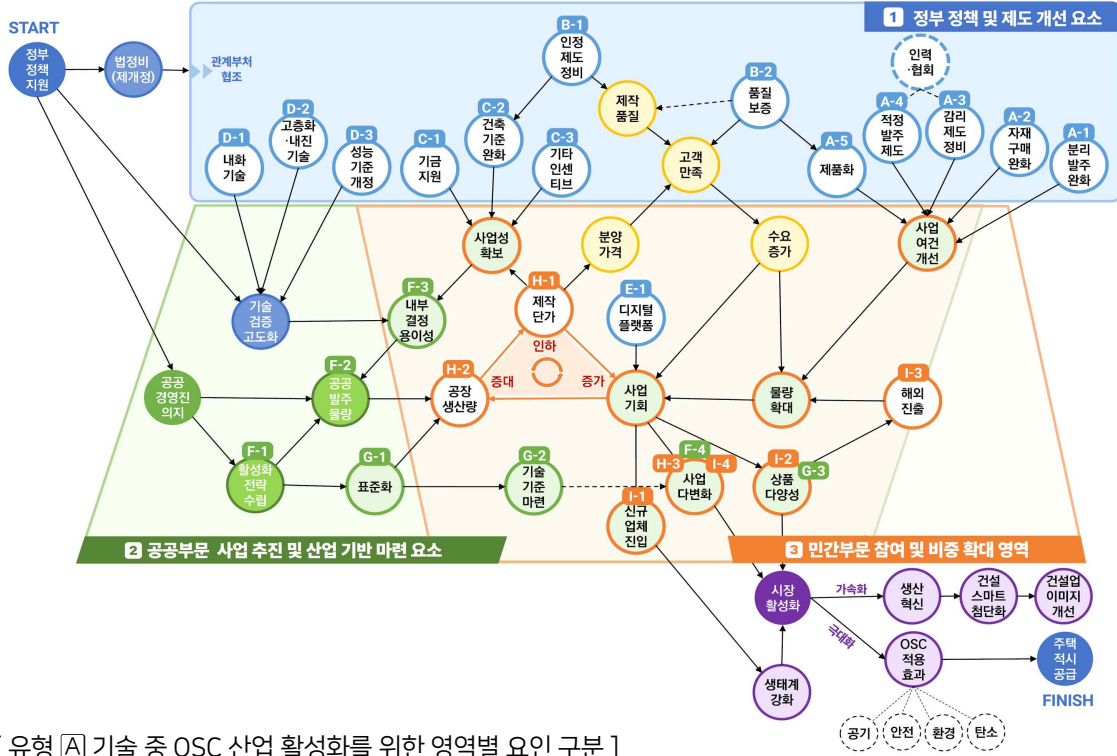 1 정부 정책 및 제도 개선 요소
START
정부
정책
지원
법정비
(제개정)
관계부처
협조
B-1
인정
제도
정비
B-2
품질
보증
제작
품질
고객
만족
인력
·협회
A-4
적정
발주
제도
A-3
감리
제도
정비
A-2
자재
구매
완화
A-1
분리
발주
완화
A-5
제품화
D-1
내화
기술
D-2
고층화
·내진
기술
D-3
성능
기준
개정
C-1
기금
지원
C-2
건축
기준
완화
C-3
기타
인센
티브
사업성
확보
분양
가격
수요
증가
사업
여건
개선
기술
검증
고도화
F-3
내부
결정
용이성
H-1
제작
단가
E-1
디지털
플랫폼
인하
증대
증가
공공
경영진
의지
F-2
공공
발주
물량
H-2
공장
생산량
사업
기회
물량
확대
I-3
해외
진출
F-1
활성화
전략
수립
G-1
표준화
G-2
기술
기준
마련
F-4
H-3
I-4
사업
다변화
I-2
G-3
상품
다양성
I-1
신규
업체
진입
2 공공부문 사업 추진 및 산업 기반 마련 요소
3 민간부문 참여 및 비중 확대 영역
시장
활성화
가속화
생산
혁신
건설
스마트
첨단화
건설업
이미지
개선
극대화
OSC
적용
효과
주택
적시
공급
FINISH
생태계
강화
공기
안전
환경
탄소
[ 유형 A 기술 중 OSC 산업 활성화를 위한 영역별 요인 구분 ]